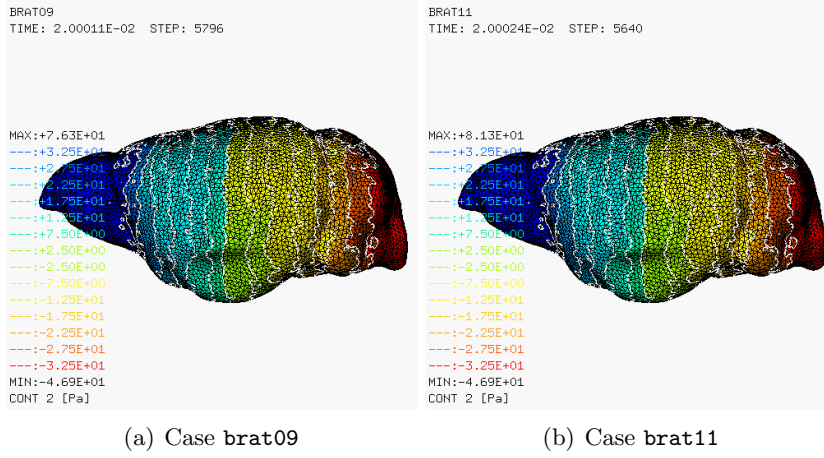 BRAT09
TIME: 2.00011E-02 STEP: 5796
MAX:+7.63E+01
---:+3.25E+01
---:+2.75E+01
---:+2.25E+01
---:+1.75E+01
---:+1.25E+01
---:+7.50E+00
---:+2.50E+00
---:-2.50E+00
---:-7.50E+00
---:-1.25E+01
---:-1.75E+01
---:-2.25E+01
---:-2.75E+01
---:-3.25E+01
MIN:-4.69E+01
CONT 2 [Pa]
(a) Case brat09
BRAT11
TIME: 2.00024E-02 STEP: 5640
MAX:+8.13E+01
---:+3.25E+01
---:+2.75E+01
---:+2.25E+01
---:+1.75E+01
---:+1.25E+01
---:+7.50E+00
---:+2.50E+00
---:-2.50E+00
---:-7.50E+00
---:-1.25E+01
---:-1.75E+01
---:-2.25E+01
---:-2.75E+01
---:-3.25E+01
MIN:-4.69E+01
CONT 2 [Pa]
(b) Case brat11